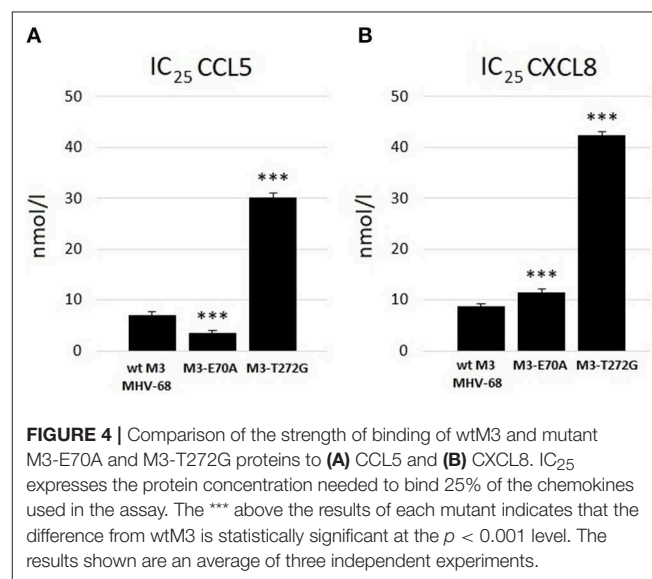 A
B
IC25 CCL5
IC25 CXCL8
nmol/l
50
40
30
20
10
0
***
***
wt M3
MHV-68
M3-E70A
M3-T272G
nmol/l
50
40
30
20
10
0
***
***
wt M3
MHV-68
M3-E70A
M3-T272G
FIGURE 4 | Comparison of the strength of binding of wtM3 and mutant
M3-E70A and M3-T272G proteins to (A) CCL5 and (B) CXCL8. IC25
expresses the protein concentration needed to bind 25% of the chemokines
used in the assay. The *** above the results of each mutant indicates that the
difference from wtM3 is statistically significant at the p < 0.001 level. The
results shown are an average of three independent experiments.